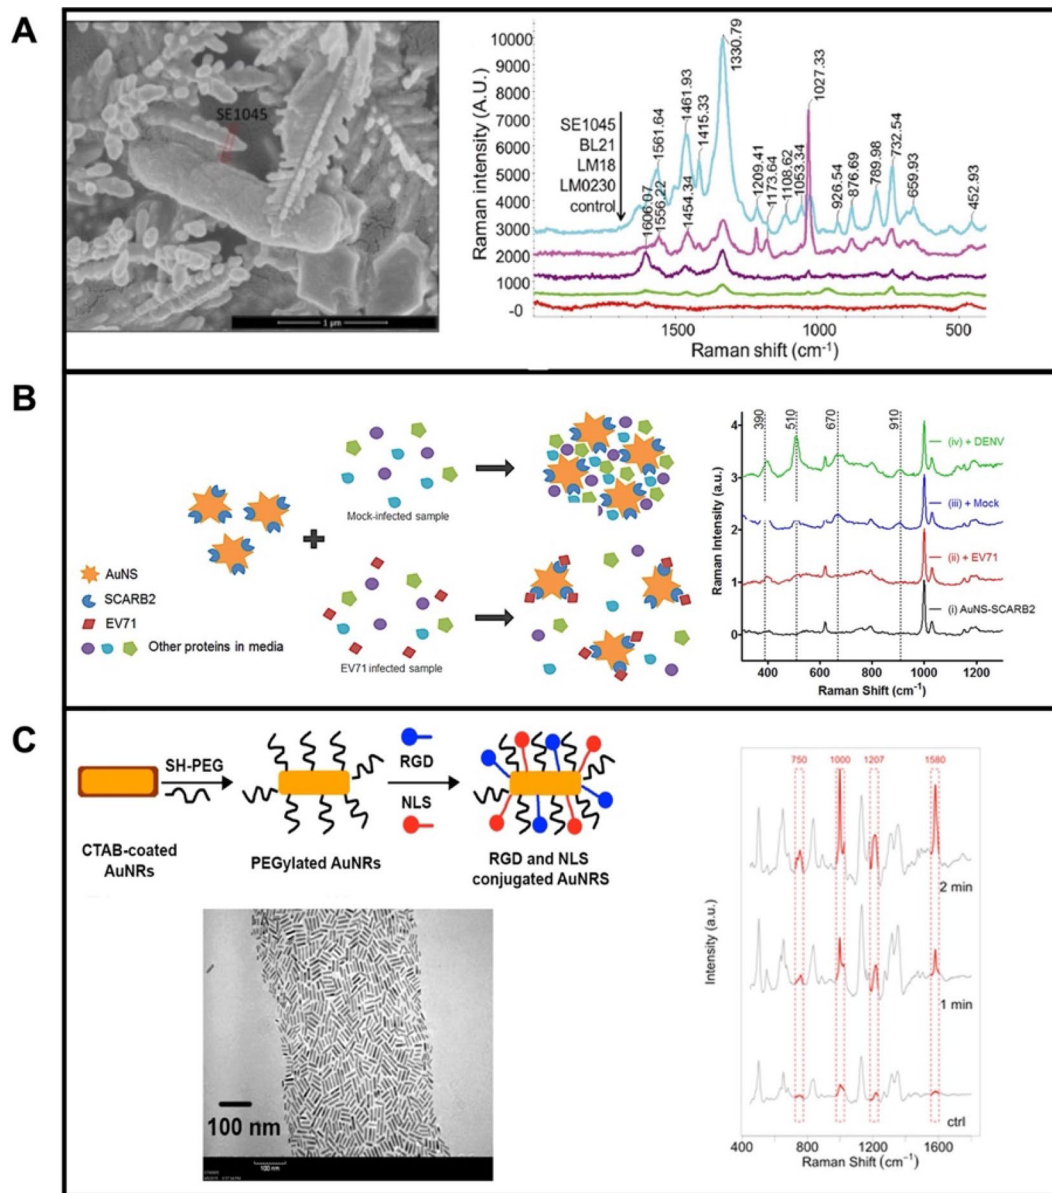 A
SE1045
1 µm
Raman intensity (A.U.)
10000
9000
8000
7000
6000
5000
4000
3000
2000
1000
-0
SE1045
BL21
LM18
LM0230
control
1606.07
1561.64
1556.22
1461.93
1454.34
1415.33
1330.79
1209.41
1173.64
1108.62
1053.34
1027.33
926.54
876.69
789.98
732.54
659.93
452.93
1500
1000
500
Raman shift (cm-1)
B
AuNS
SCARB2
EV71
Other proteins in media
Mock-infected sample
EV71 infected sample
Raman Intensity (a.u.)
4
3
2
1
0
390
510
670
910
(iv) + DENV
(iii) + Mock
(ii) + EV71
(i) AuNS-SCARB2
400
600
800
1000
1200
Raman Shift (cm-1)
C
SH-PEG
RGD
NLS
CTAB-coated
AuNRs
PEGylated AuNRs
RGD and NLS
conjugated AuNRS
100 nm
100 nm
Intensity (a.u.)
750
1000
1207
1580
2 min
1 min
ctrl
400
800
1200
1600
Raman Shift (cm-1)